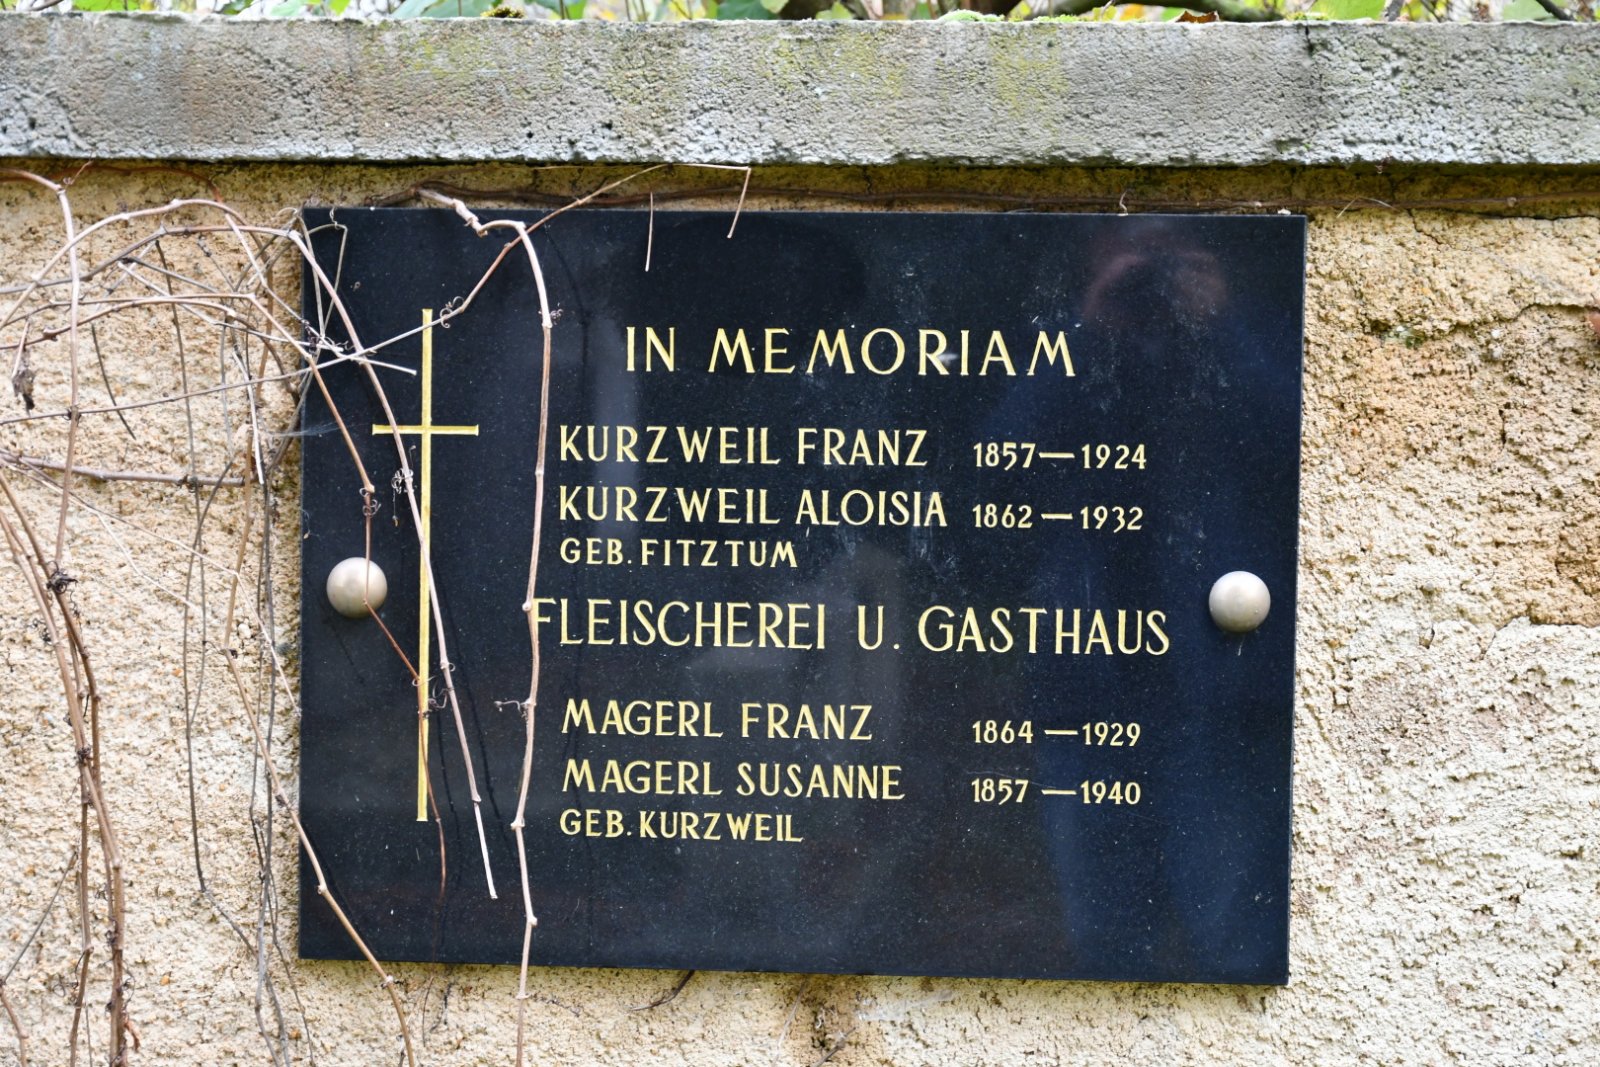 IN MEMORIAM
KURZWEIL FRANZ 1857—1924
KURZWEIL ALOISIA 1862—1932
GEB. FITZTUM
FLEISCHEREI U. GASTHAUS
MAGERL FRANZ 1864—1929
MAGERL SUSANNE 1857—1940
GEB. KURZWEIL